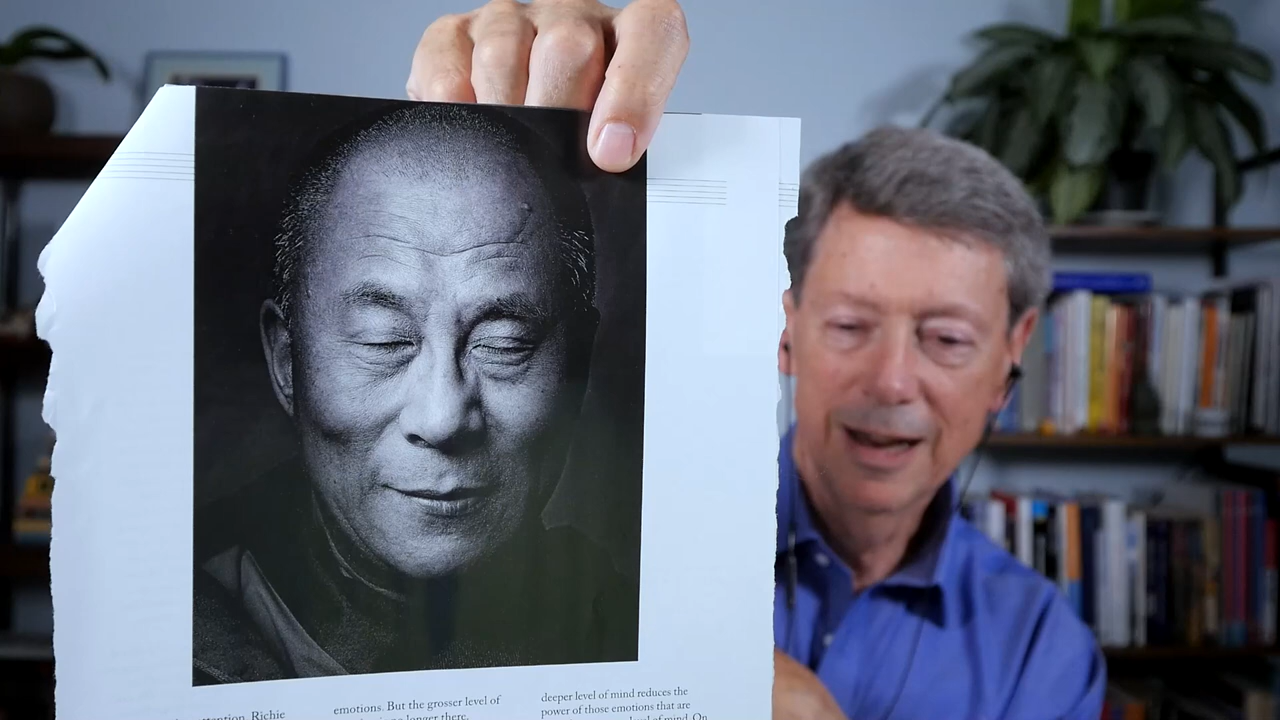 attention. Richie
emotions. But the grosser level of
no longer there.
deeper level of mind reduces the
power of those emotions that are
level of mind. On